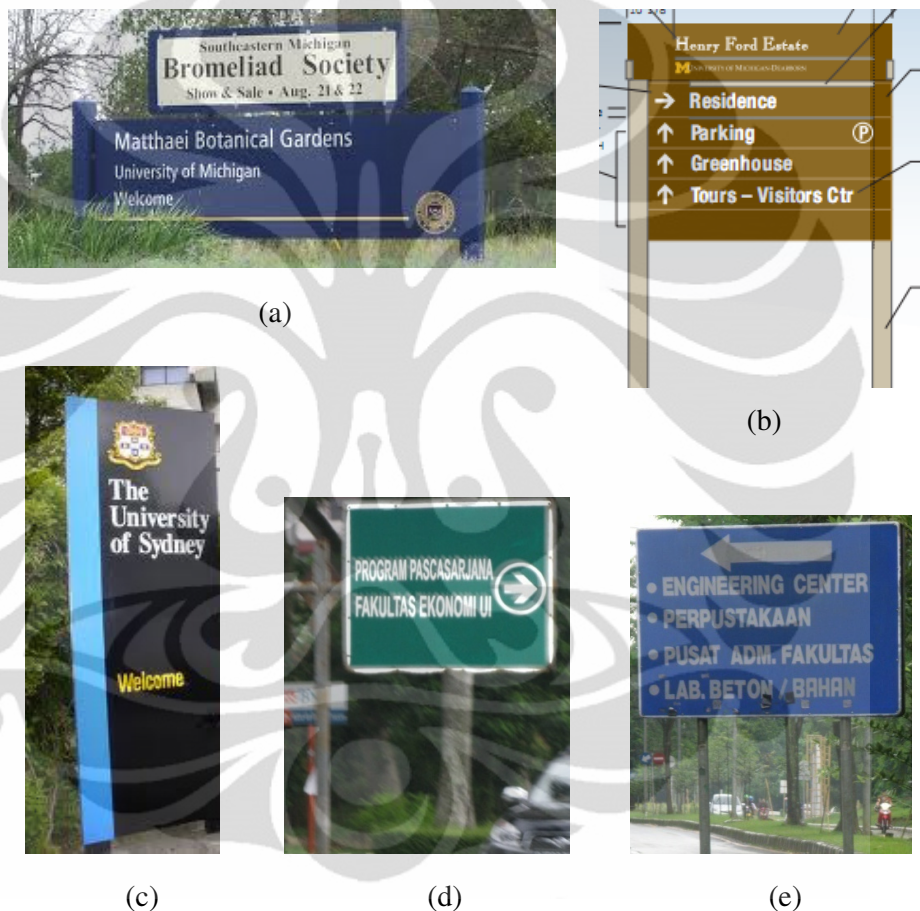 Southeastern Michigan
Bromeliad Society
Show & Sale • Aug. 21 & 22
Matthaei Botanical Gardens
University of Michigan
Welcome
(a)
Henry Ford Estate
M UNIVERSITY OF MICHIGAN-DEARBORN
→ Residence
↑ Parking Ⓟ
↑ Greenhouse
↑ Tours – Visitors Ctr
(b)
The
University
of Sydney
Welcome
(c)
PROGRAM PASCASARJANA
FAKULTAS EKONOMI UI
(d)
• ENGINEERING CENTER
• PERPUSTAKAAN
• PUSAT ADM. FAKULTAS
• LAB. BETON / BAHAN
(e)